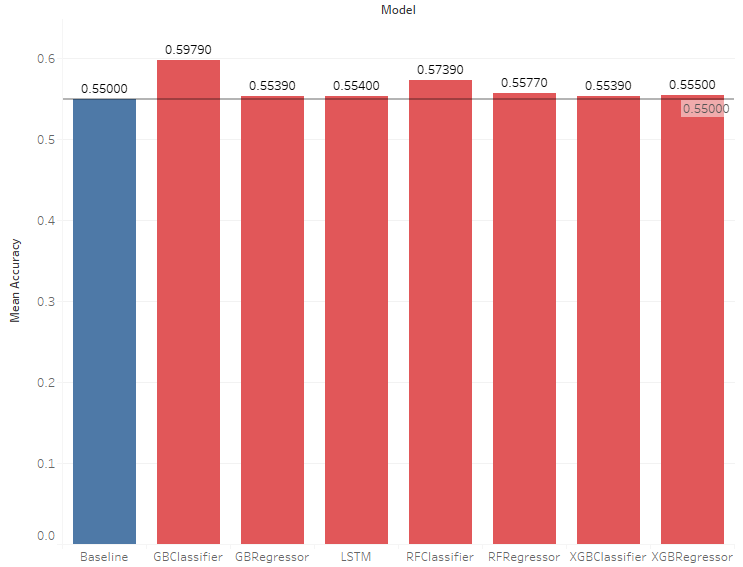 Model
0.59790
0.57390
0.55000
0.55390
0.55400
0.55770
0.55390
0.55500
0.55000
0.6
0.5
0.4
0.3
0.2
0.1
0.0
Mean Accuracy
Baseline
GBClassifier
GBRegressor
LSTM
RFClassifier
RFRegressor
XGBClassifier
XGBRegressor